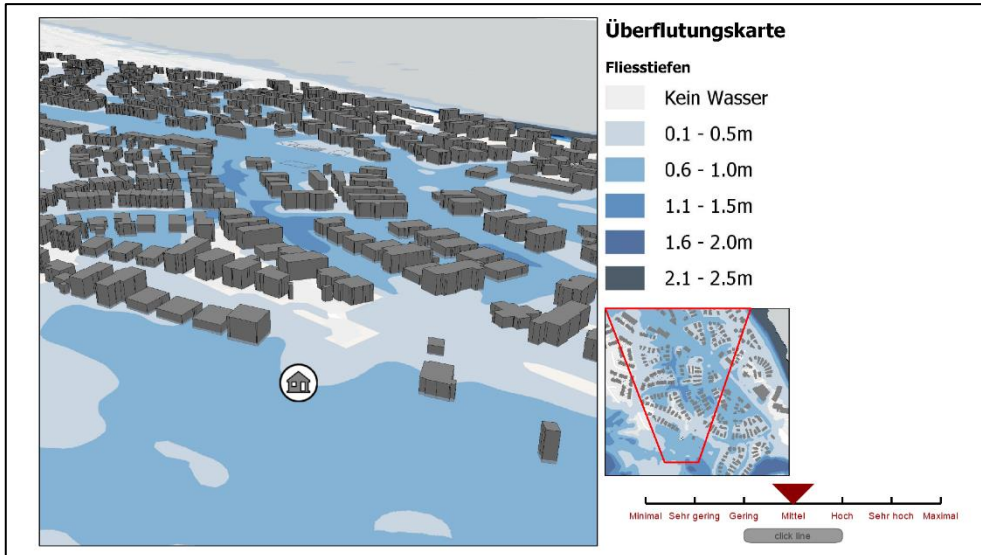 Überflutungskarte
Fliesstiefen
Kein Wasser
0.1 - 0.5m
0.6 - 1.0m
1.1 - 1.5m
1.6 - 2.0m
2.1 - 2.5m
Minimal Sehr gering Gering Mittel Hoch Sehr hoch Maximal
click line